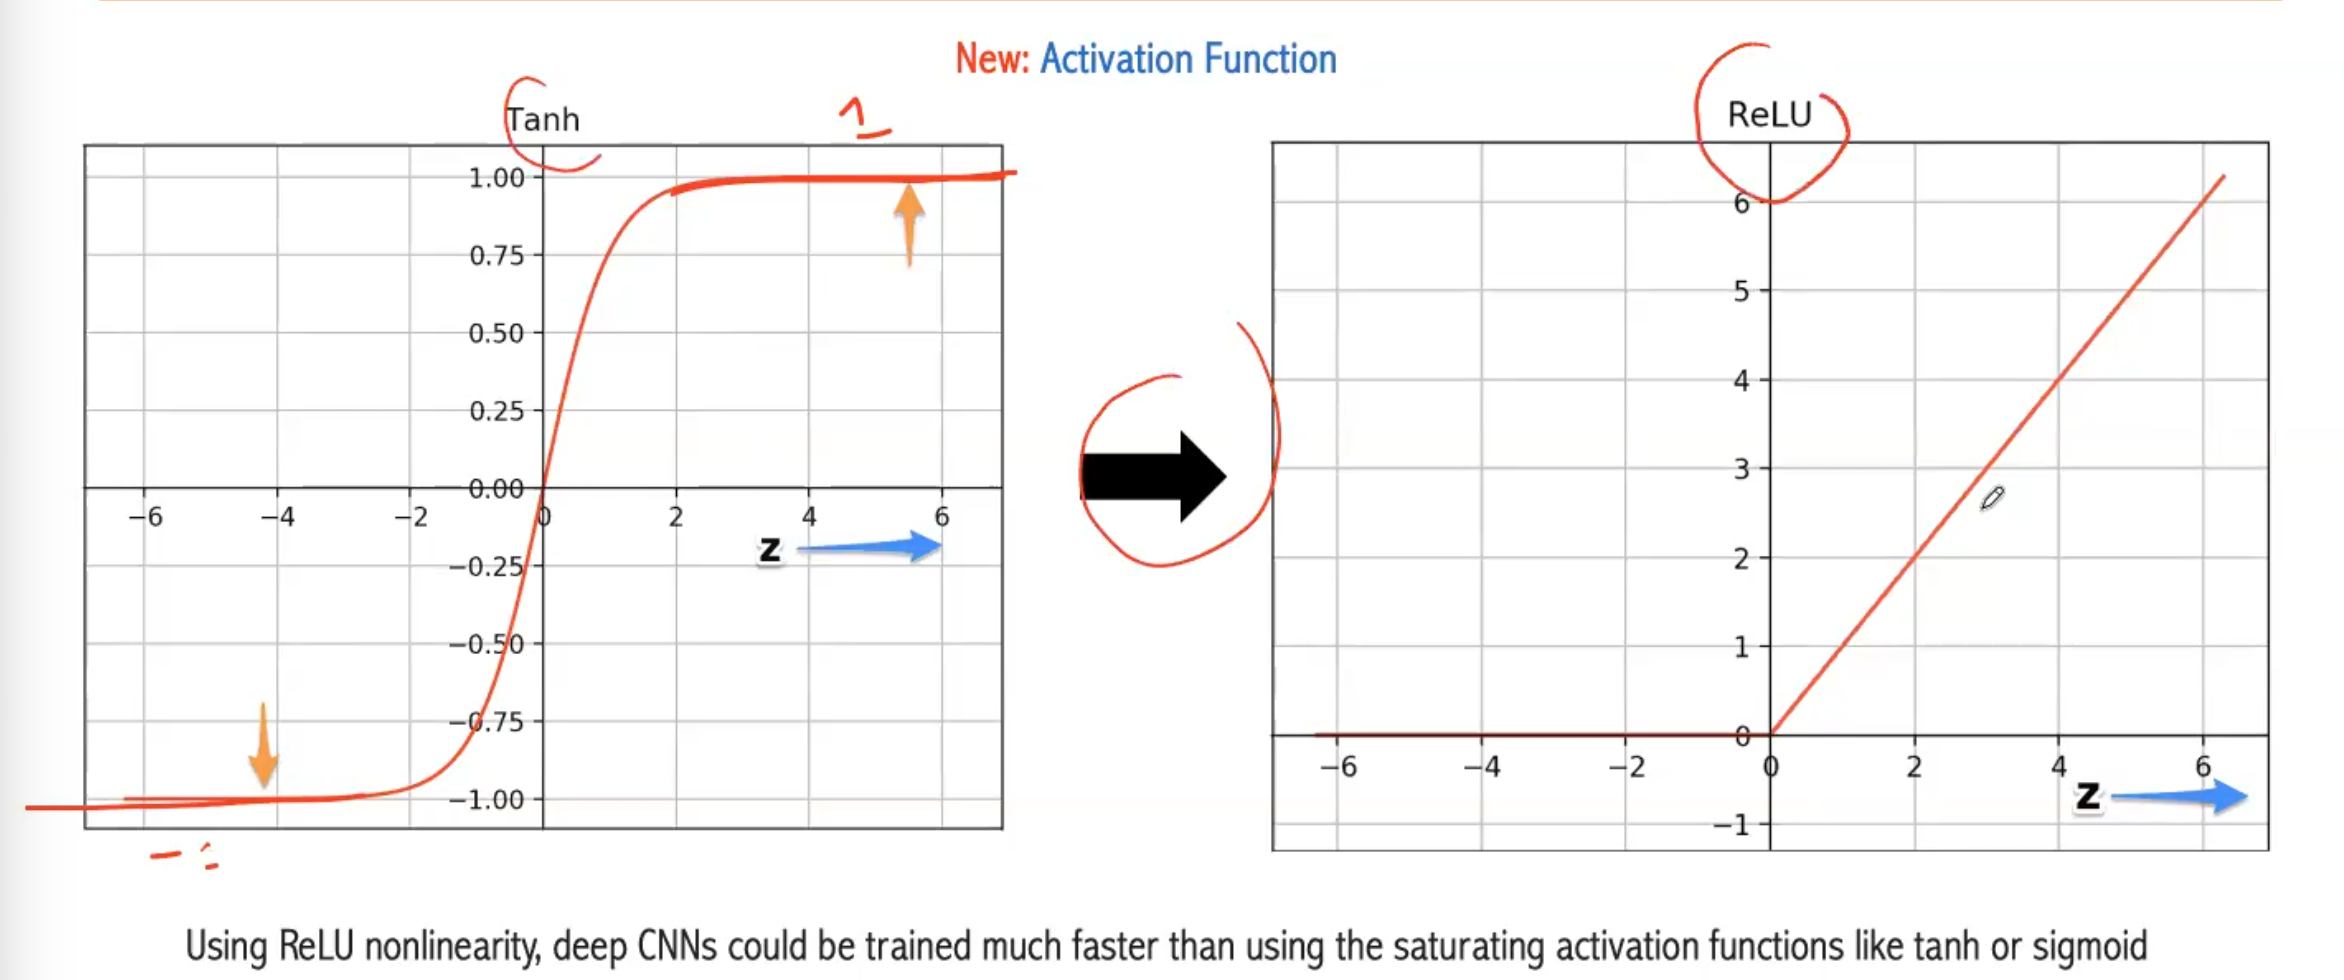 New: Activation Function
Tanh
1
1.00
0.75
0.50
0.25
0.00
−6 −4 −2 0 2 4 6
z
−0.25
−0.50
−0.75
−1.00
ReLU
6
5
4
3
2
1
0
−6 −4 −2 0 2 4 6
z
−1
Using ReLU nonlinearity, deep CNNs could be trained much faster than using the saturating activation functions like tanh or sigmoid